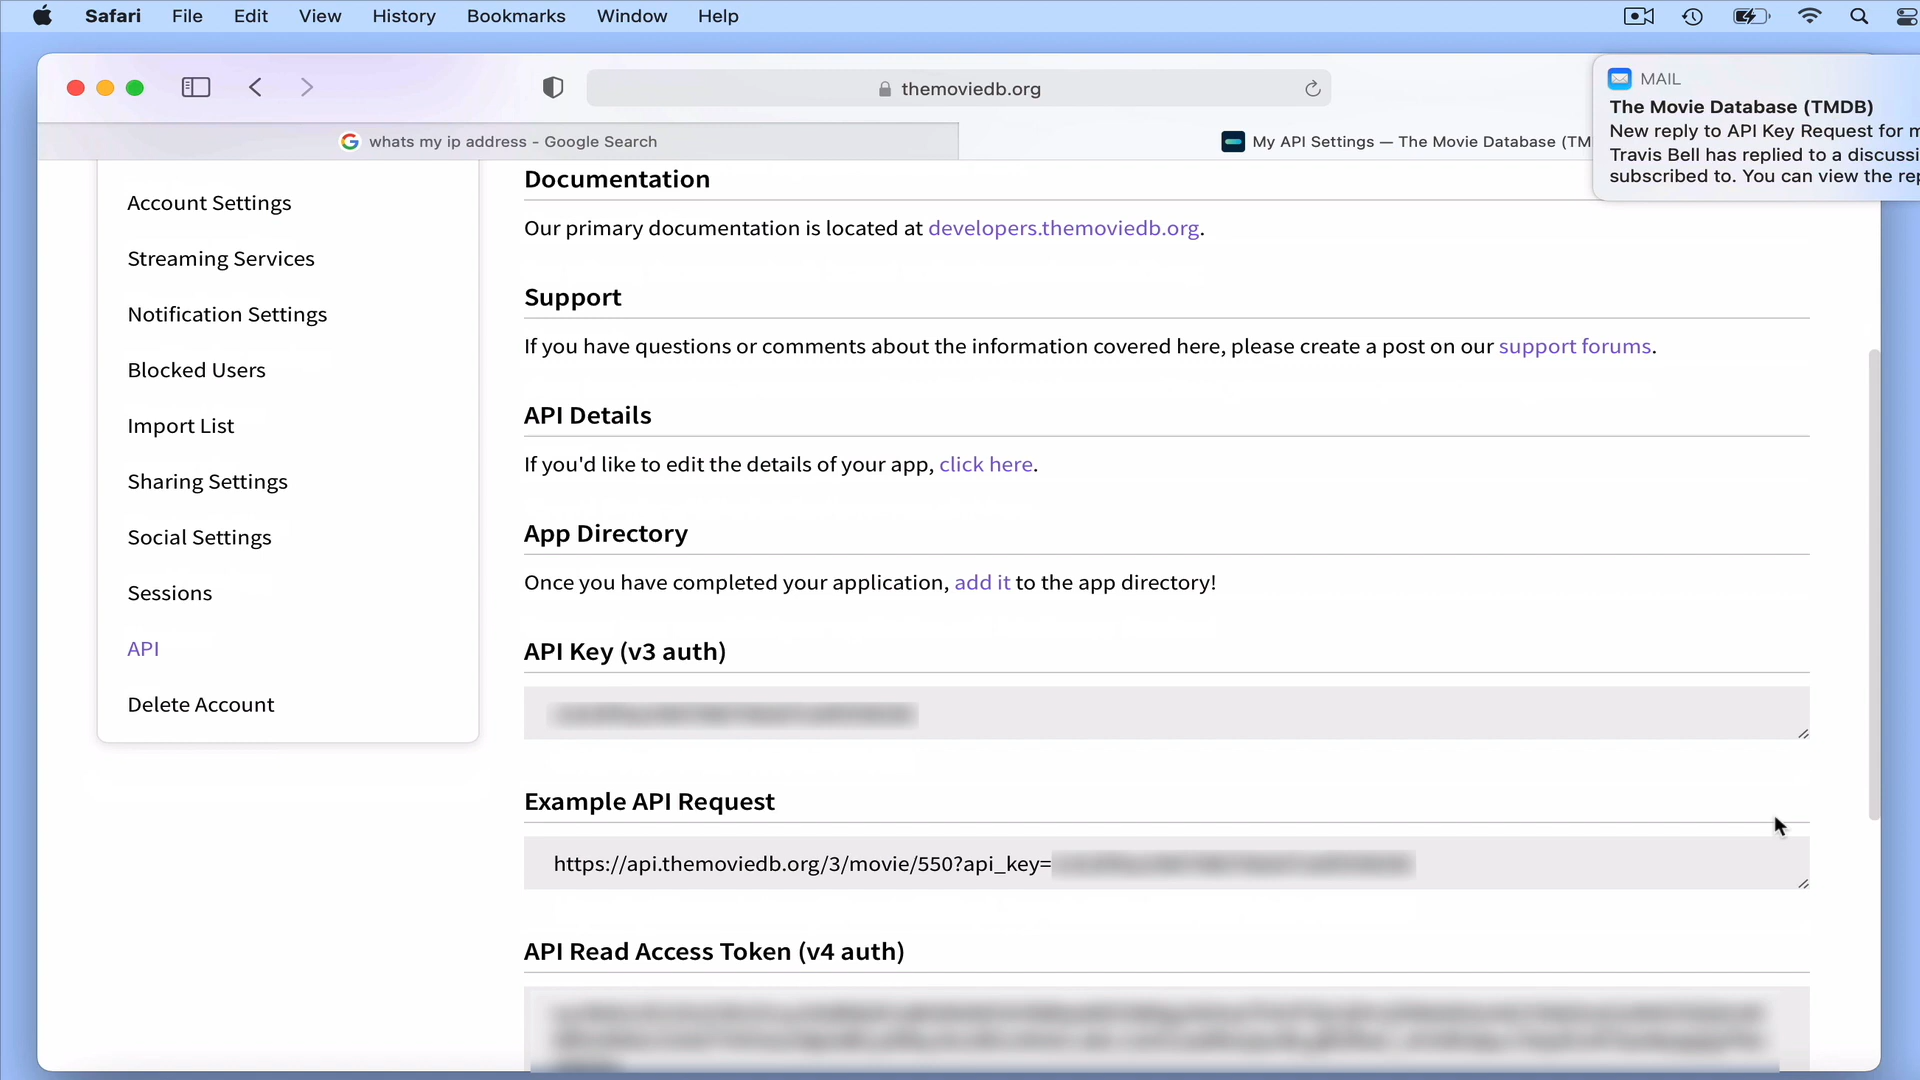 Safari File Edit View History Bookmarks Window Help
themoviedb.org
MAIL
The Movie Database (TMDB)
New reply to API Key Request for m
Travis Bell has replied to a discussi
subscribed to. You can view the rep
whats my ip address – Google Search
My API Settings — The Movie Database (TM
Account Settings
Streaming Services
Notification Settings
Blocked Users
Import List
Sharing Settings
Social Settings
Sessions
API
Delete Account
Documentation
Our primary documentation is located at developers.themoviedb.org.
Support
If you have questions or comments about the information covered here, please create a post on our support forums.
API Details
If you'd like to edit the details of your app, click here.
App Directory
Once you have completed your application, add it to the app directory!
API Key (v3 auth)
Example API Request
https://api.themoviedb.org/3/movie/550?api_key=
API Read Access Token (v4 auth)